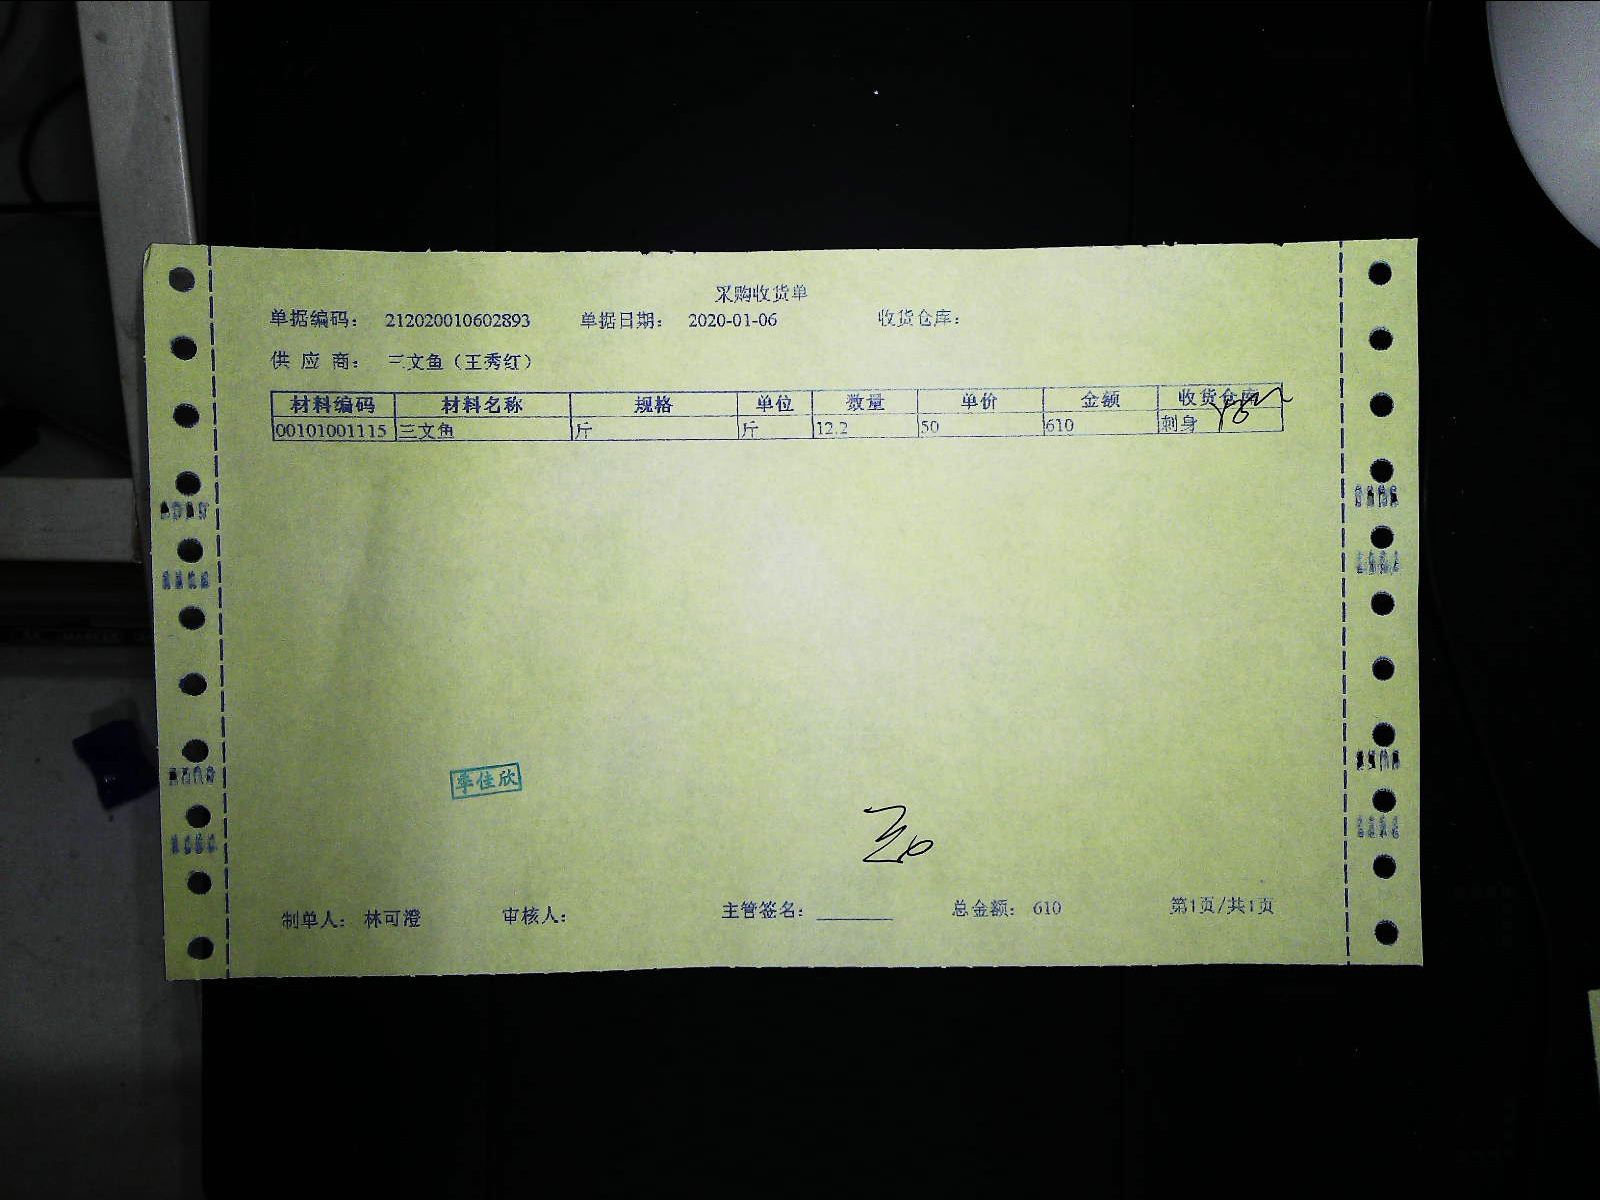 采购收货单
单据编码： 212020010602893 单据日期： 2020-01-06 收货仓库：
供 应 商： 三文鱼（王秀红）
材料编码 材料名称 规格 单位 数量 单价 金额 收货仓库
00101001115 三文鱼 斤 斤 12.2 50 610 刺身
李佳欣
制单人： 林可澄 审核人： 主管签名： 总金额： 610 第1页/共1页